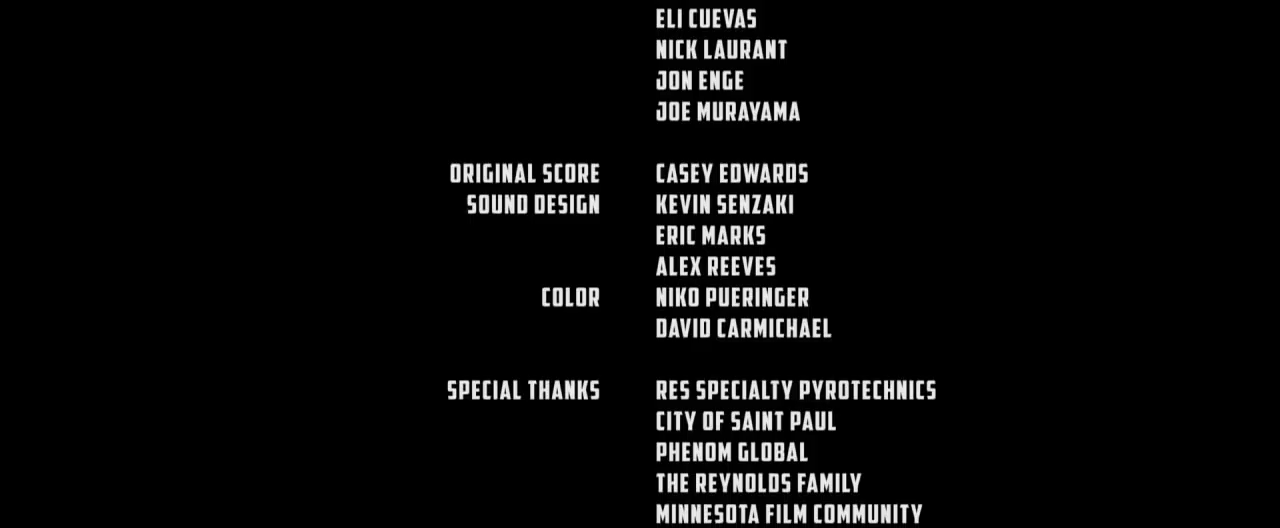 ELI CUEVAS
NICK LAURANT
JON ENGE
JOE MURAYAMA
ORIGINAL SCORE CASEY EDWARDS
SOUND DESIGN KEVIN SENZAKI
ERIC MARKS
ALEX REEVES
COLOR NIKO PUERINGER
DAVID CARMICHAEL
SPECIAL THANKS RES SPECIALTY PYROTECHNICS
CITY OF SAINT PAUL
PHENOM GLOBAL
THE REYNOLDS FAMILY
MINNESOTA FILM COMMUNITY